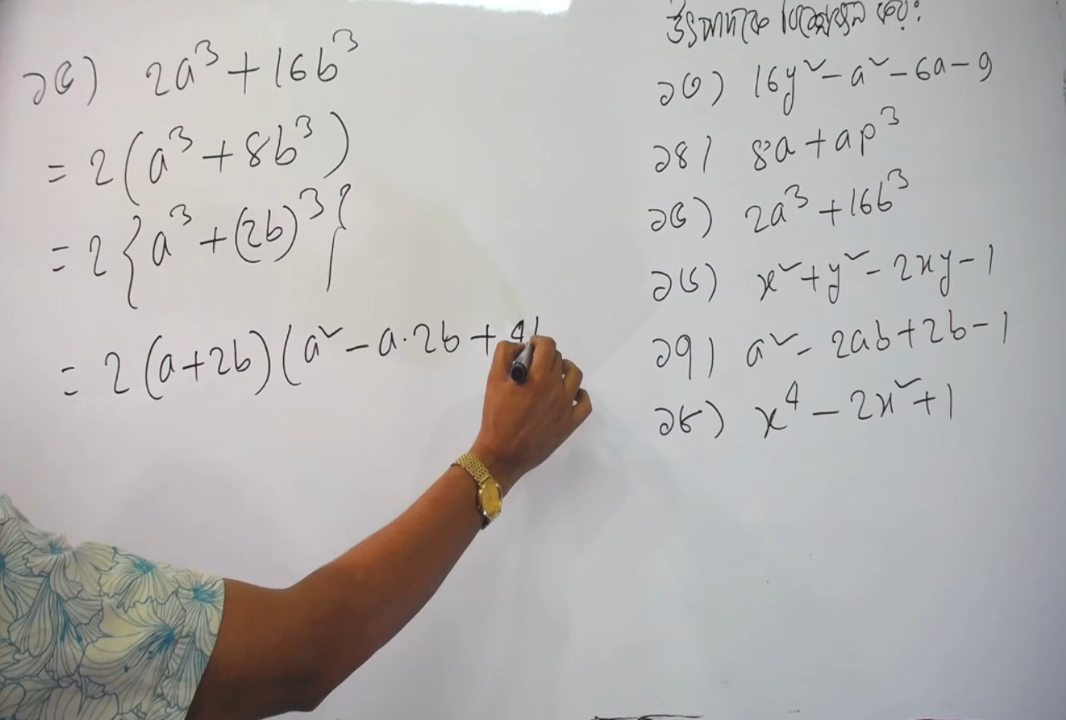 ১৫) 2a³ + 16b³
= 2(a³ + 8b³)
= 2{a³ + (2b)³}
= 2(a+2b)(a² - a·2b + 4
উৎপাদকে বিশ্লেষণ কর:
১৩) 16y² - a² - 6a - 9
১৪) 8a + ap³
১৫) 2a³ + 16b³
১৬) x² + y² - 2xy - 1
১৭) a² - 2ab + 2b - 1
১৮) x⁴ - 2x² + 1